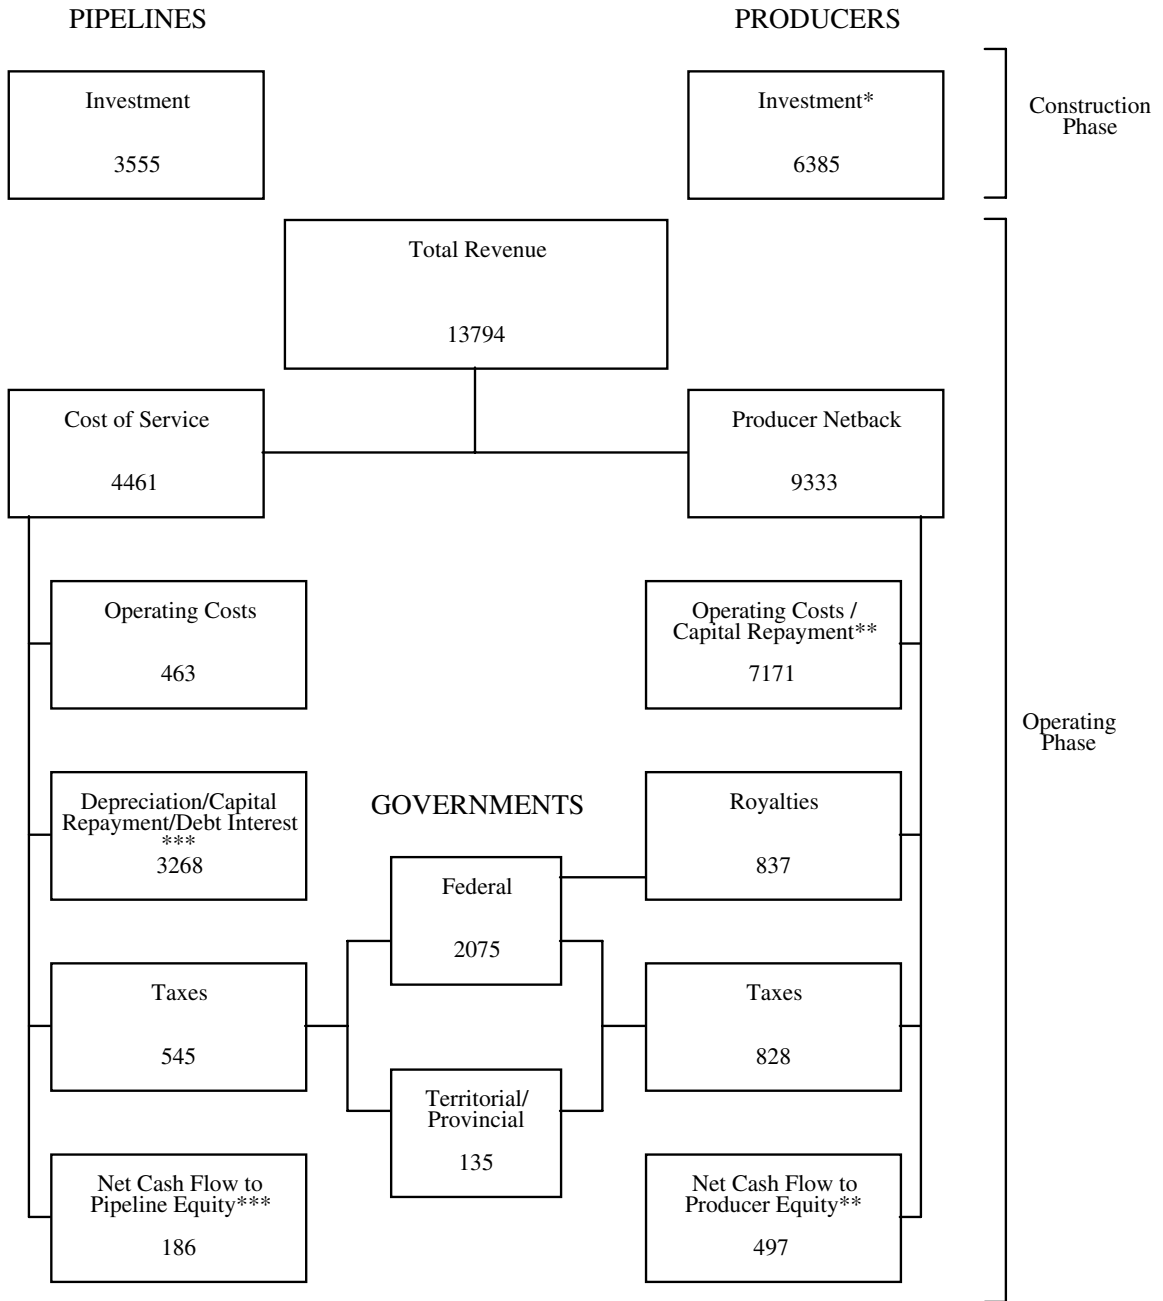 PIPELINES
PRODUCERS
Investment
3555
Investment*
6385
Construction
Phase
Total Revenue
13794
Cost of Service
4461
Producer Netback
9333
Operating Costs
463
Operating Costs /
Capital Repayment**
7171
Operating
Phase
Depreciation/Capital
Repayment/Debt Interest
***
3268
GOVERNMENTS
Royalties
837
Federal
2075
Taxes
545
Taxes
828
Territorial/
Provincial
135
Net Cash Flow to
Pipeline Equity***
186
Net Cash Flow to
Producer Equity**
497